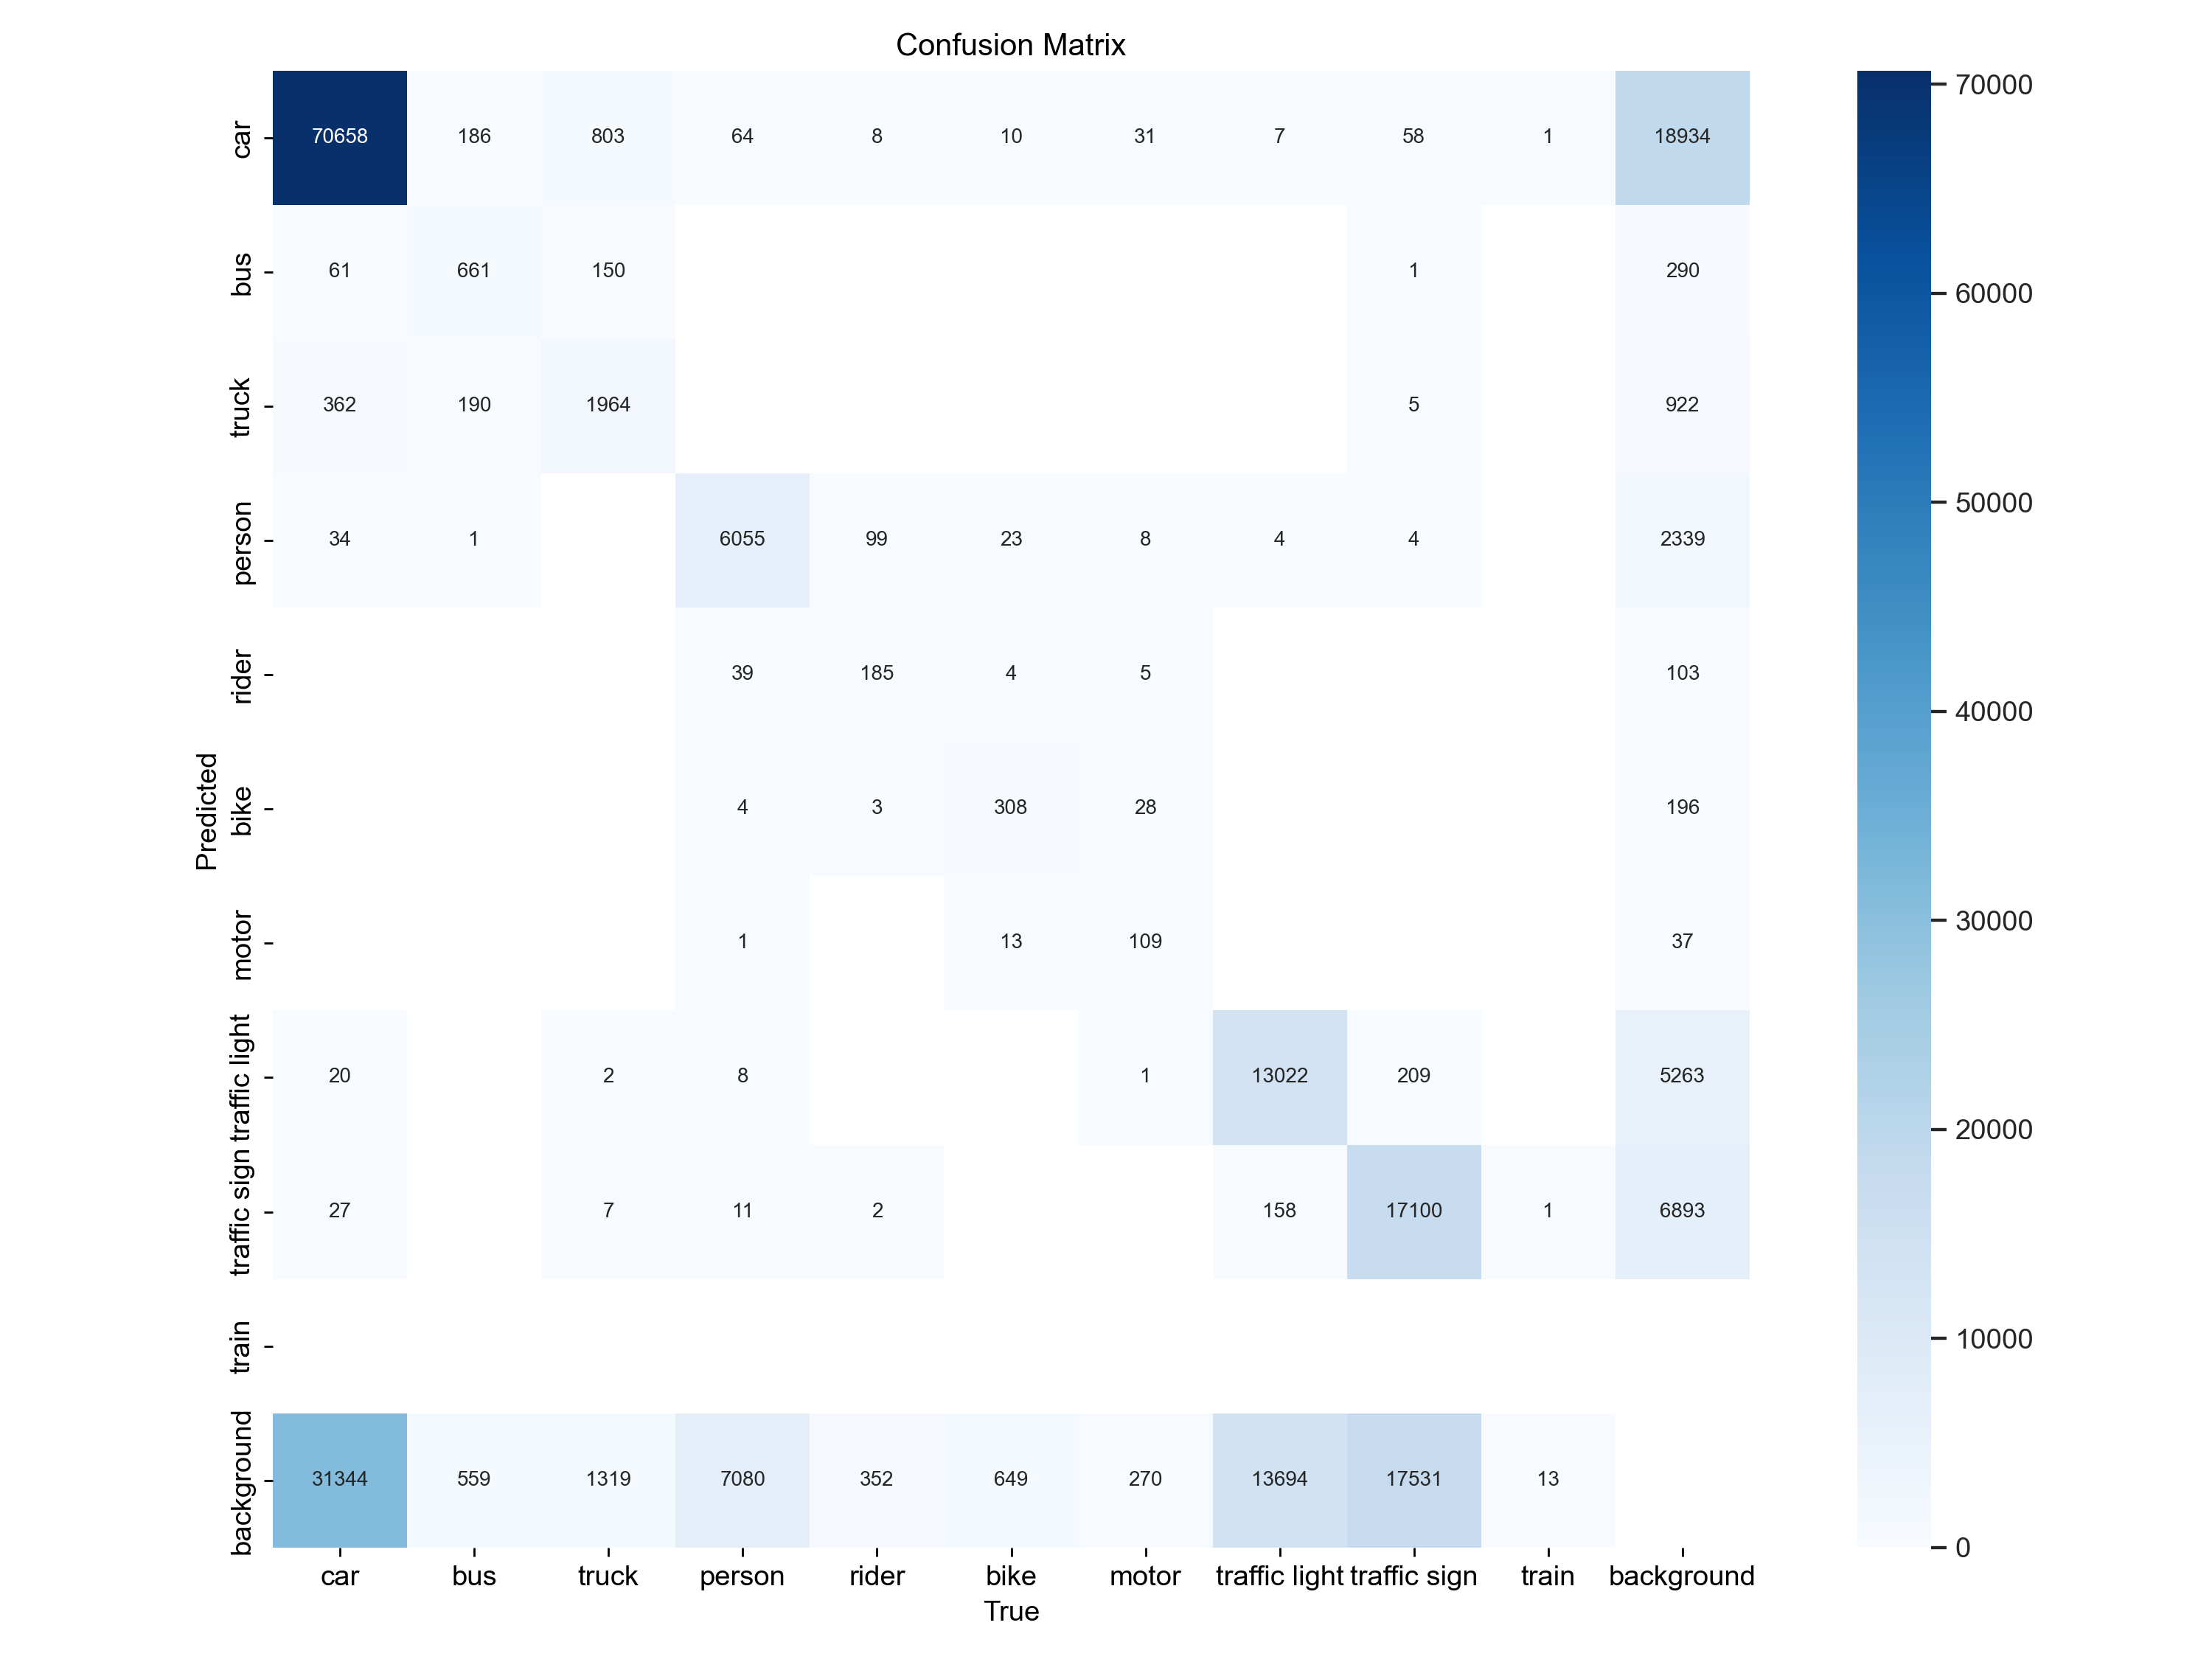 Confusion Matrix
car 70658 186 803 64 8 10 31 7 58 1 18934
bus 61 661 150 1 290
truck 362 190 1964 5 922
person 34 1 6055 99 23 8 4 4 2339
rider 39 185 4 5 103
bike 4 3 308 28 196
motor 1 13 109 37
traffic light 20 2 8 1 13022 209 5263
traffic sign 27 7 11 2 158 17100 1 6893
train
background 31344 559 1319 7080 352 649 270 13694 17531 13
car bus truck person rider bike motor traffic light traffic sign train background
True
Predicted
70000
60000
50000
40000
30000
20000
10000
0